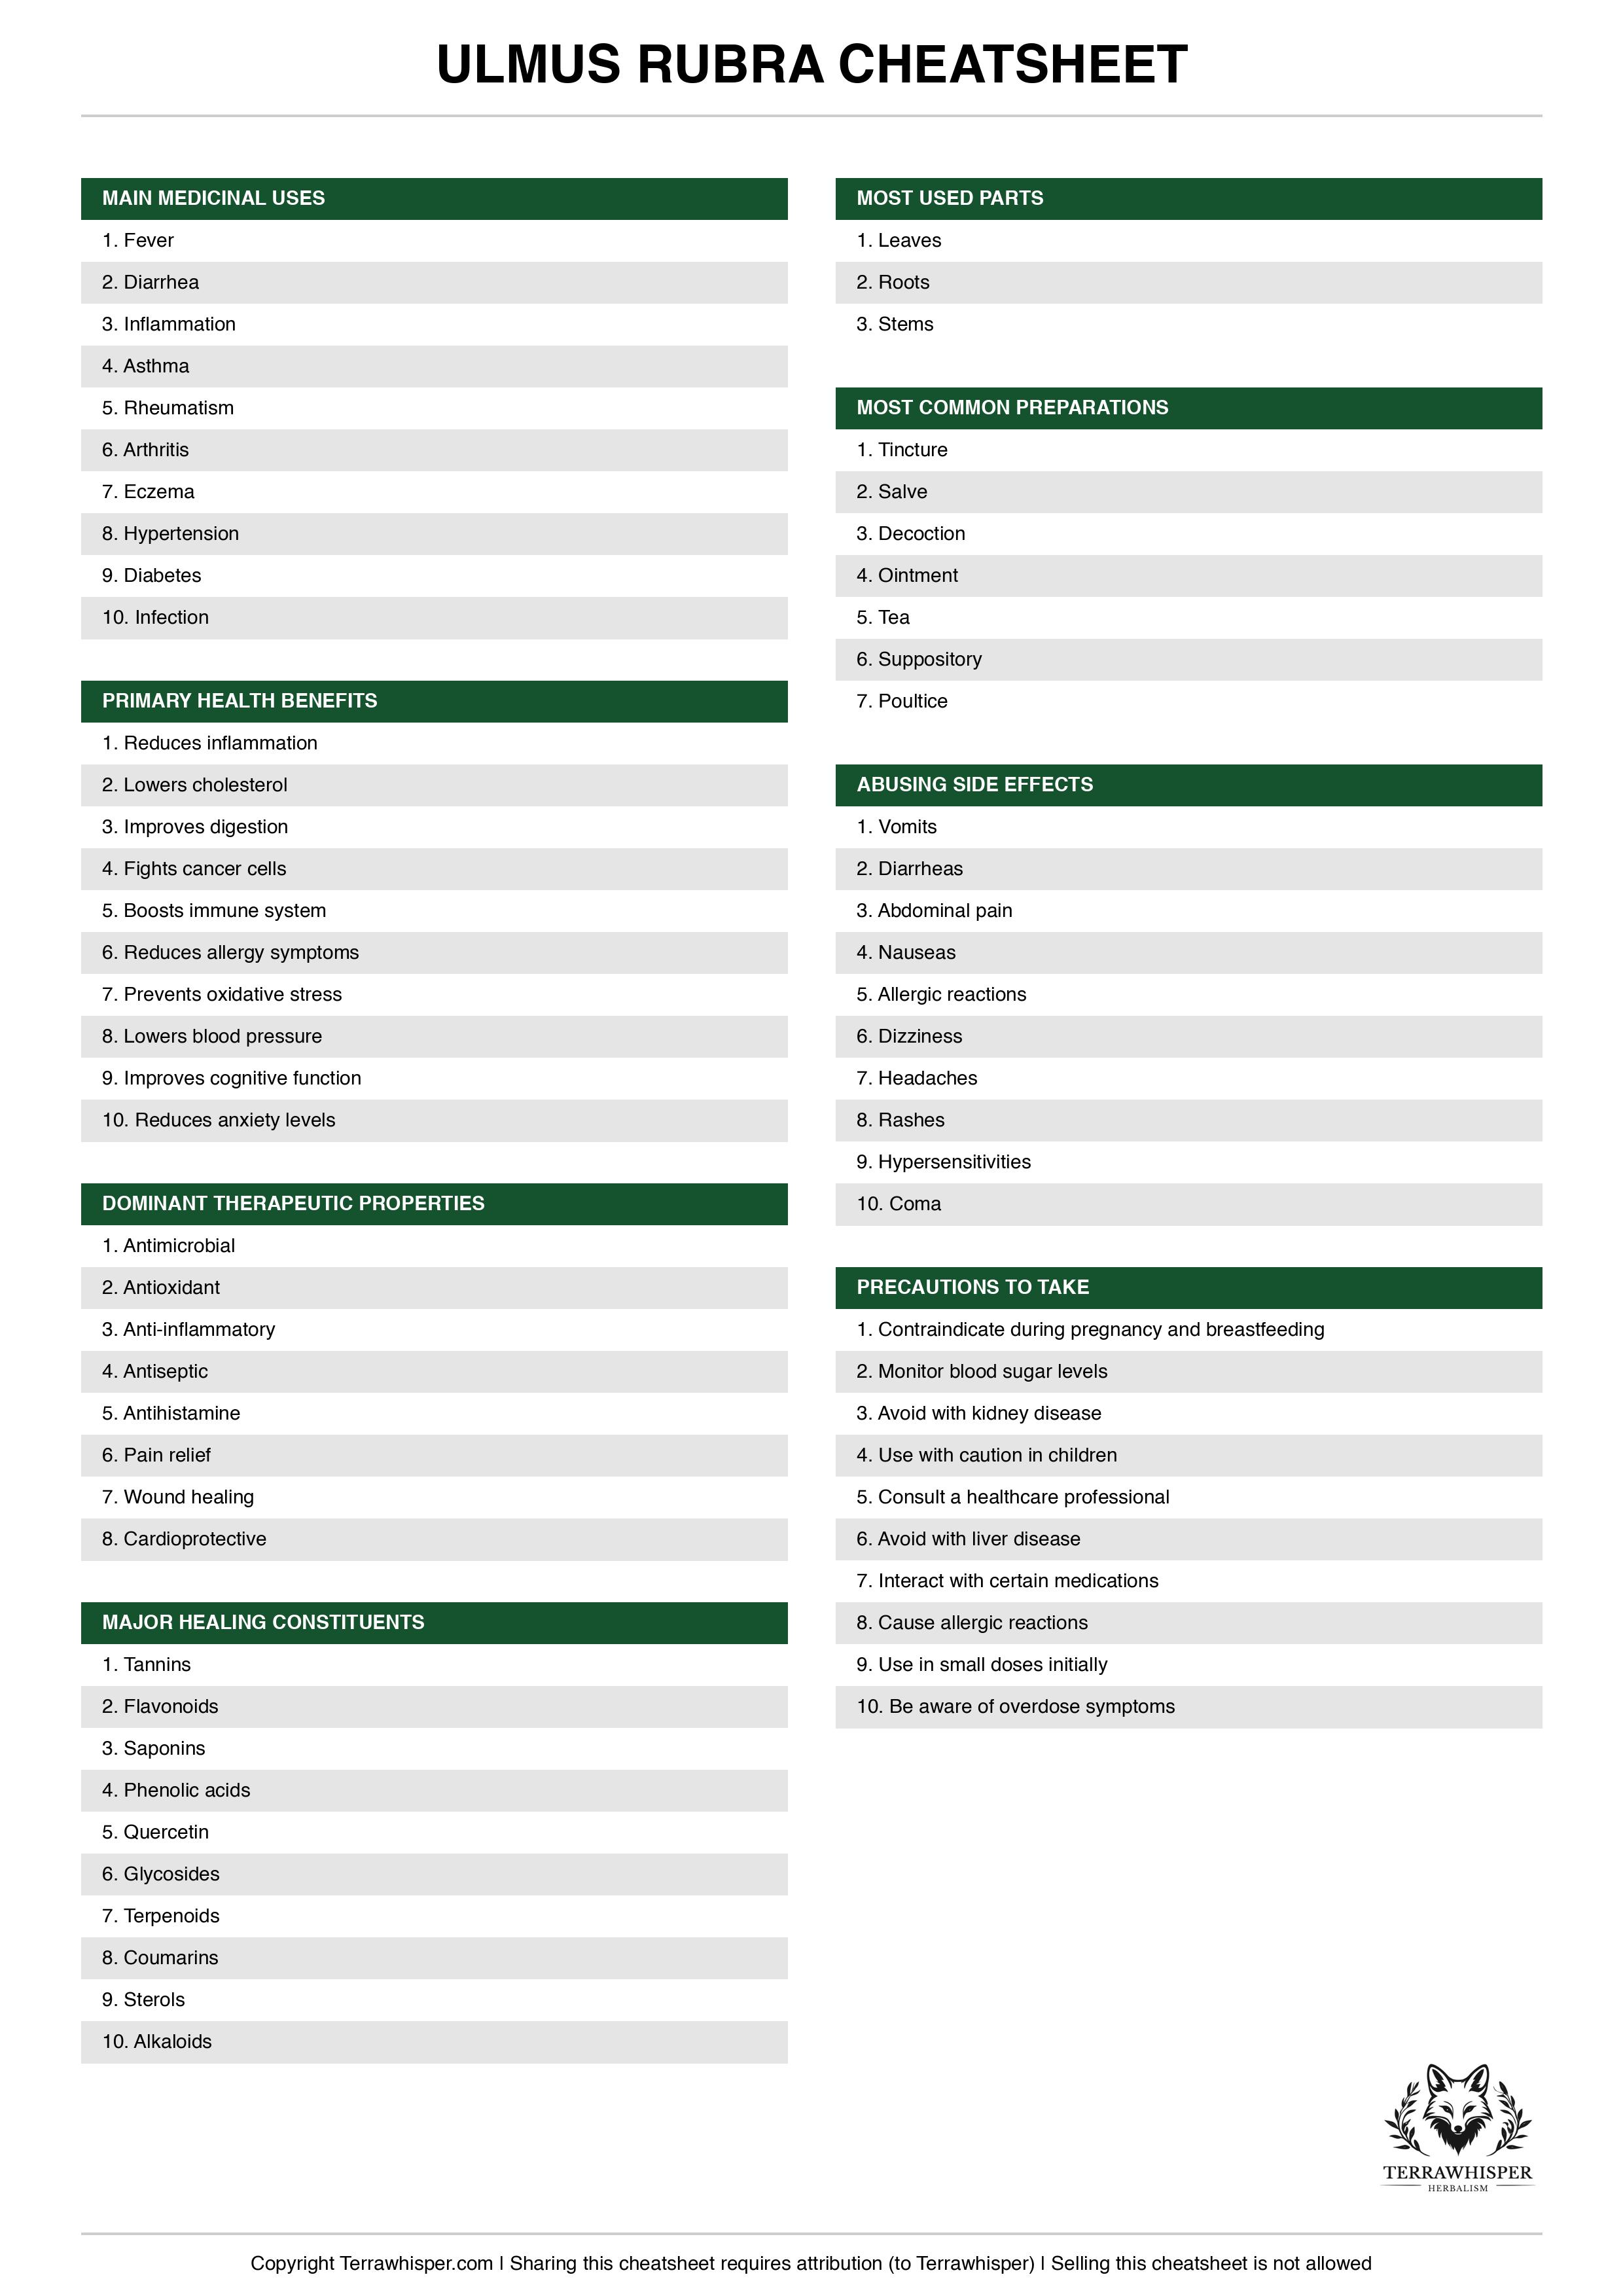 ULMUS RUBRA CHEATSHEET
MAIN MEDICINAL USES
1. Fever
2. Diarrhea
3. Inflammation
4. Asthma
5. Rheumatism
6. Arthritis
7. Eczema
8. Hypertension
9. Diabetes
10. Infection
PRIMARY HEALTH BENEFITS
1. Reduces inflammation
2. Lowers cholesterol
3. Improves digestion
4. Fights cancer cells
5. Boosts immune system
6. Reduces allergy symptoms
7. Prevents oxidative stress
8. Lowers blood pressure
9. Improves cognitive function
10. Reduces anxiety levels
DOMINANT THERAPEUTIC PROPERTIES
1. Antimicrobial
2. Antioxidant
3. Anti-inflammatory
4. Antiseptic
5. Antihistamine
6. Pain relief
7. Wound healing
8. Cardioprotective
MAJOR HEALING CONSTITUENTS
1. Tannins
2. Flavonoids
3. Saponins
4. Phenolic acids
5. Quercetin
6. Glycosides
7. Terpenoids
8. Coumarins
9. Sterols
10. Alkaloids
MOST USED PARTS
1. Leaves
2. Roots
3. Stems
MOST COMMON PREPARATIONS
1. Tincture
2. Salve
3. Decoction
4. Ointment
5. Tea
6. Suppository
7. Poultice
ABUSING SIDE EFFECTS
1. Vomits
2. Diarrheas
3. Abdominal pain
4. Nauseas
5. Allergic reactions
6. Dizziness
7. Headaches
8. Rashes
9. Hypersensitivities
10. Coma
PRECAUTIONS TO TAKE
1. Contraindicate during pregnancy and breastfeeding
2. Monitor blood sugar levels
3. Avoid with kidney disease
4. Use with caution in children
5. Consult a healthcare professional
6. Avoid with liver disease
7. Interact with certain medications
8. Cause allergic reactions
9. Use in small doses initially
10. Be aware of overdose symptoms
TERRAWHISPER
HERBALISM
Copyright Terrawhisper.com | Sharing this cheatsheet requires attribution (to Terrawhisper) | Selling this cheatsheet is not allowed